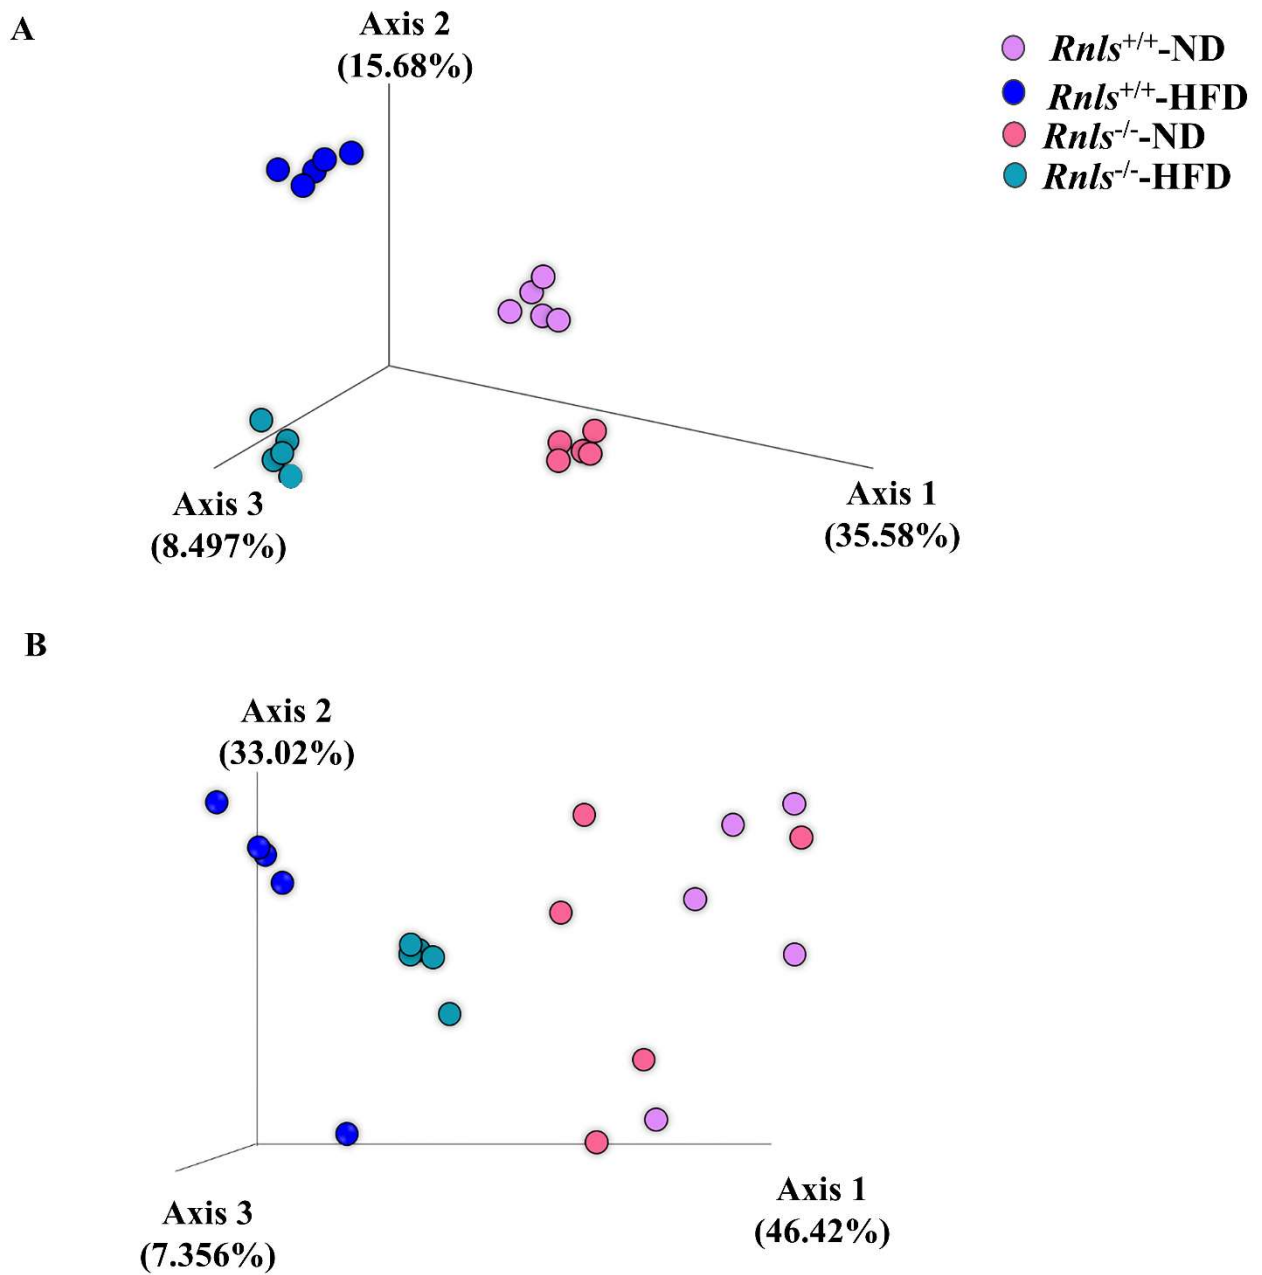 A
Axis 2
(15.68%)
Rnls+/+-ND
Rnls+/+-HFD
Rnls-/--ND
Rnls-/--HFD
Axis 3
(8.497%)
Axis 1
(35.58%)
B
Axis 2
(33.02%)
Axis 1
(46.42%)
Axis 3
(7.356%)